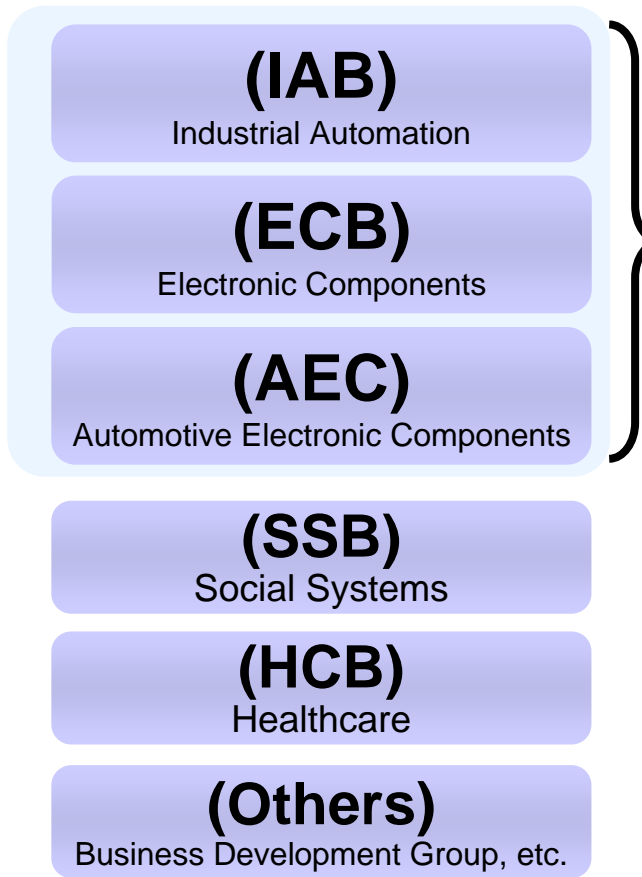 (IAB)
Industrial Automation
(ECB)
Electronic Components
(AEC)
Automotive Electronic Components
(SSB)
Social Systems
(HCB)
Healthcare
(Others)
Business Development Group, etc.